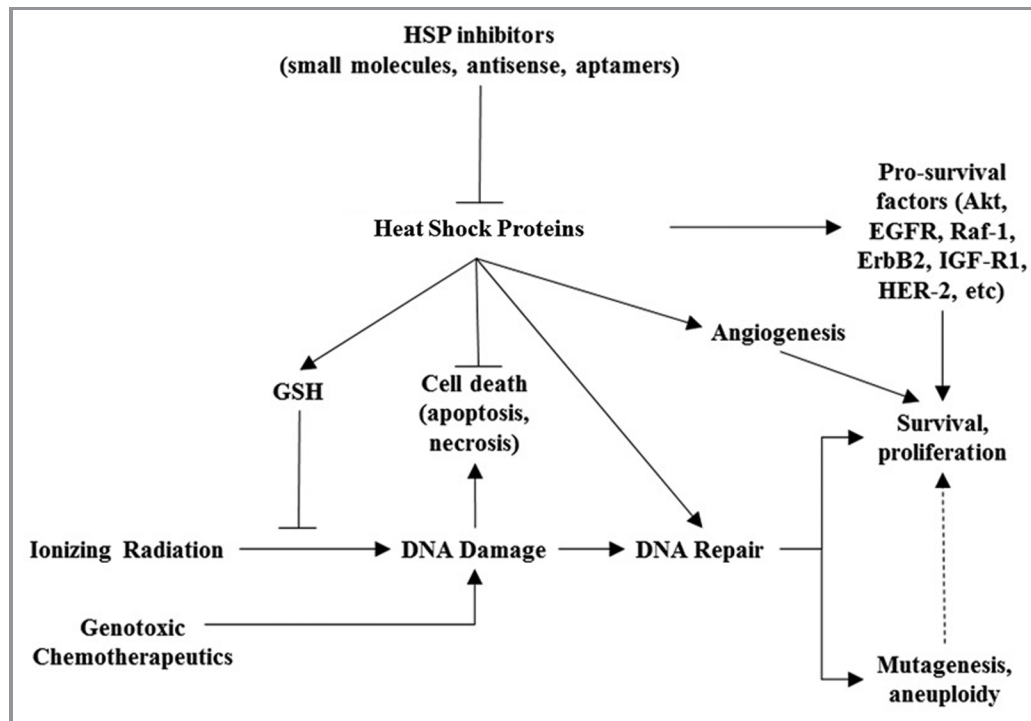 HSP inhibitors
(small molecules, antisense, aptamers)
Pro-survival
factors (Akt,
EGFR, Raf-1,
ErbB2, IGF-R1,
HER-2, etc)
Heat Shock Proteins
Angiogenesis
GSH
Cell death
(apoptosis,
necrosis)
Survival,
proliferation
Ionizing Radiation
DNA Damage
DNA Repair
Genotoxic
Chemotherapeutics
Mutagenesis,
aneuploidy